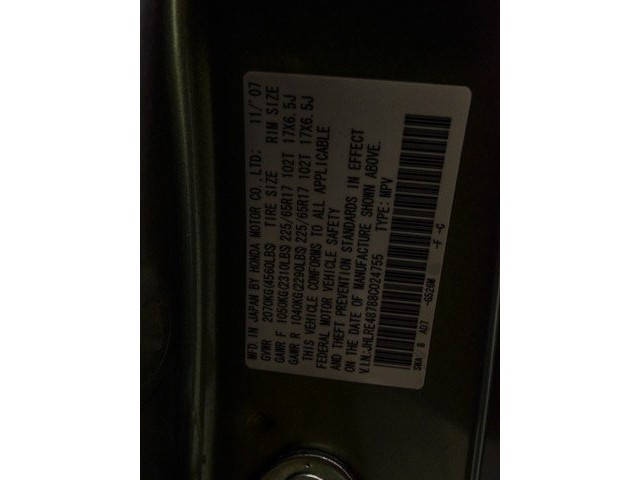 MFD. IN JAPAN BY HONDA MOTOR CO., LTD: 11/'07
GVWR 2070KG(4560LBS) TIRE SIZE RIM SIZE
GAWR F 1050KG(2310LBS) 225/65R17 102T 17X6.5J
GAWR R 1040KG(2290LBS) 225/65R17 102T 17X6.5J
THIS VEHICLE CONFORMS TO ALL APPLICABLE
FEDERAL MOTOR VEHICLE SAFETY
AND THEFT PREVENTION STANDARDS IN EFFECT
ON THE DATE OF MANUFACTURE SHOWN ABOVE.
V.I.N.:JHLRE48788C024755 TYPE: MPV
SWA B A07 -G526M -F -C